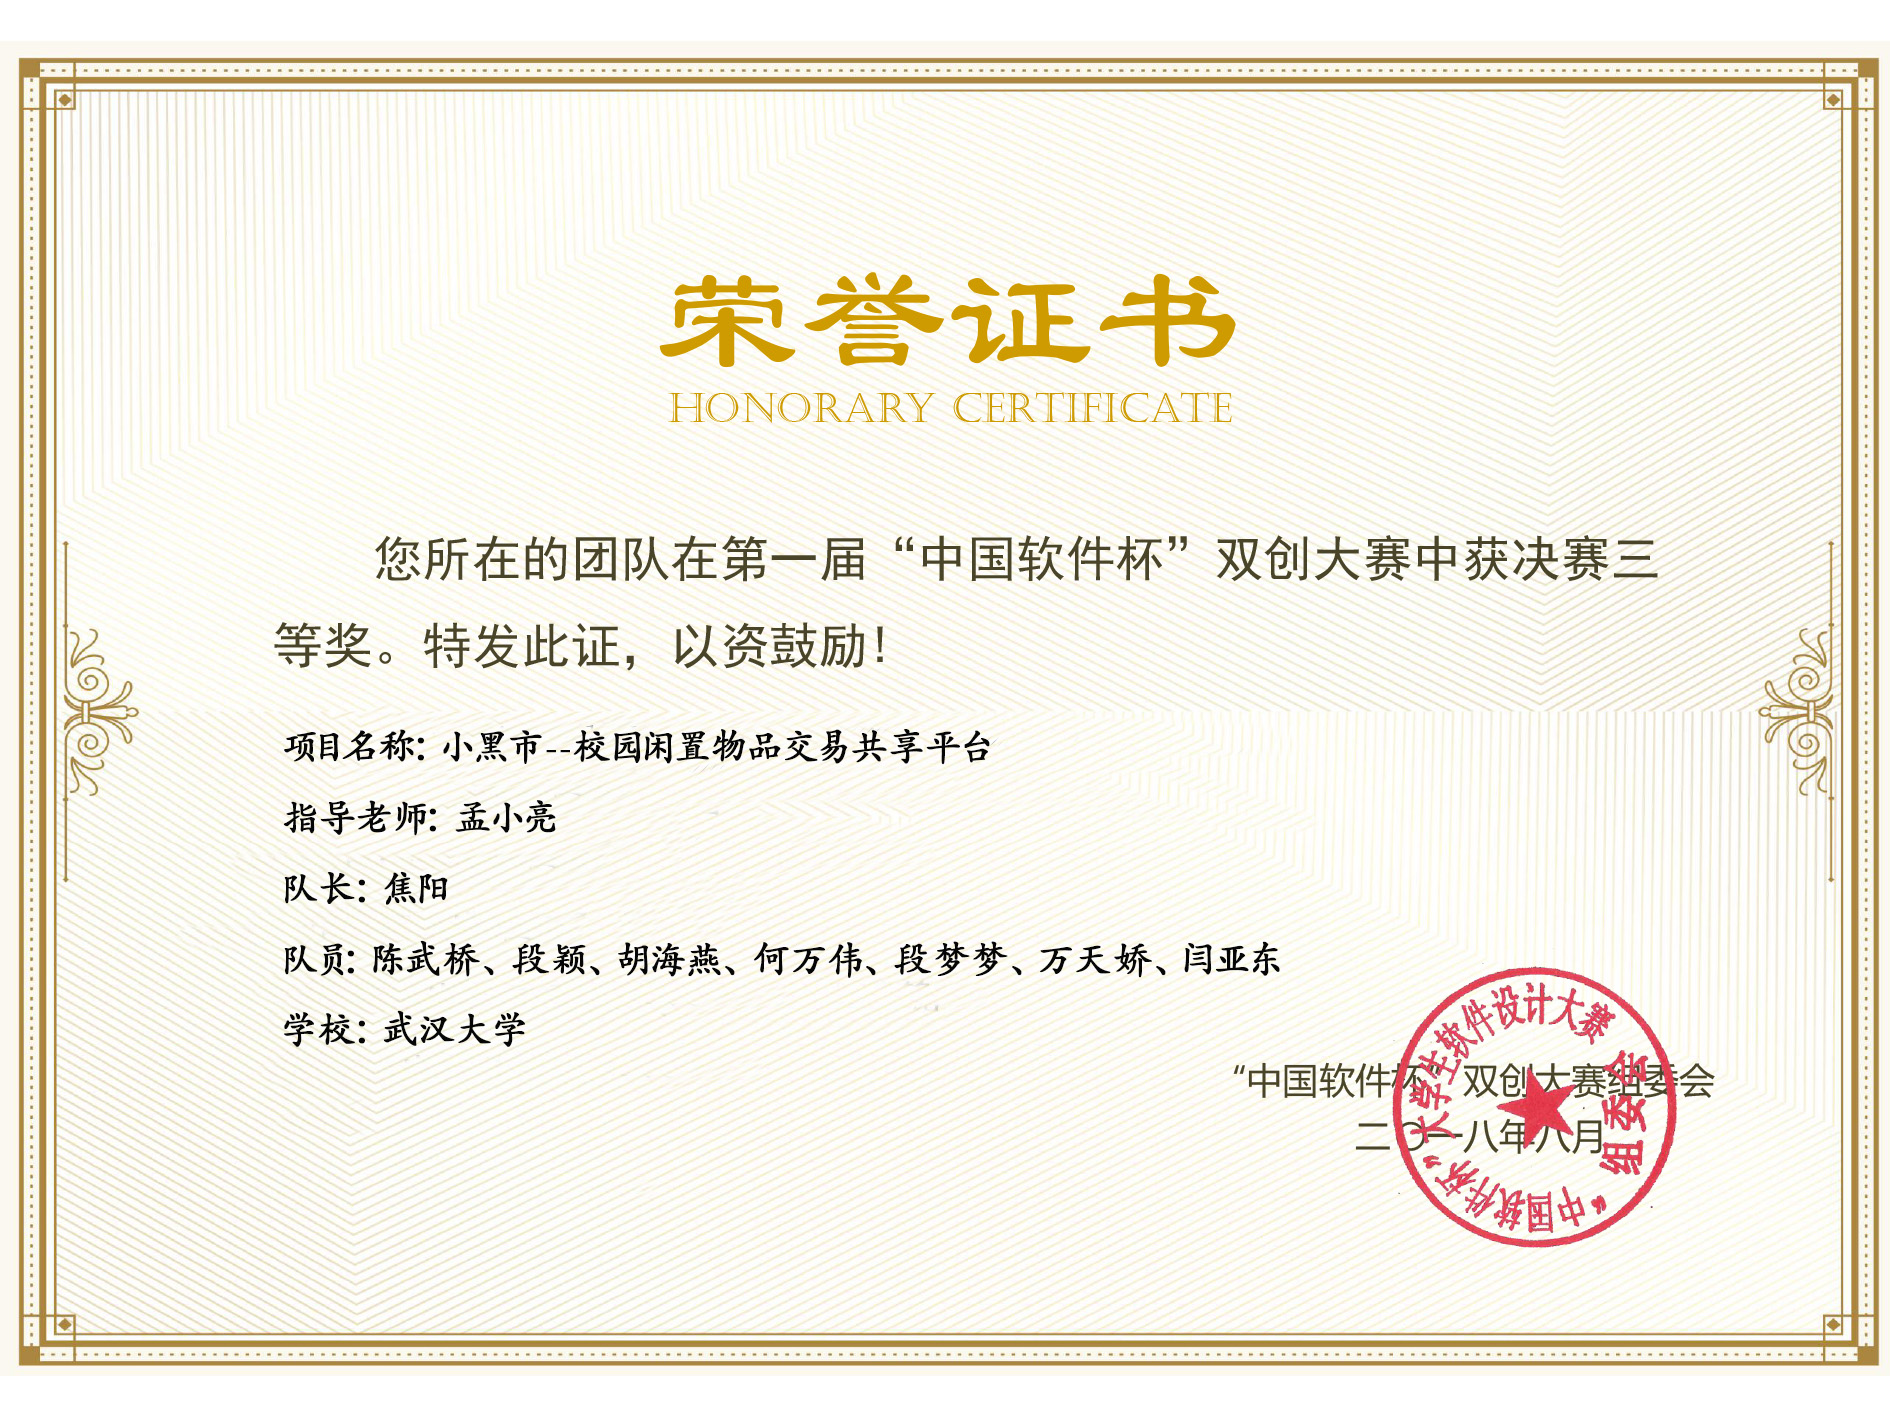 荣誉证书
HONORARY CERTIFICATE
您所在的团队在第一届“中国软件杯”双创大赛中获决赛三
等奖。特发此证，以资鼓励！
项目名称：小黑市--校园闲置物品交易共享平台
指导老师：孟小亮
队长：焦阳
队员：陈武桥、段颖、胡海燕、何万伟、段梦梦、万天娇、闫亚东
学校：武汉大学
“中国软件杯”双创大赛组委会
二〇一八年八月
“中国软件杯”大学生软件设计大赛
组委会